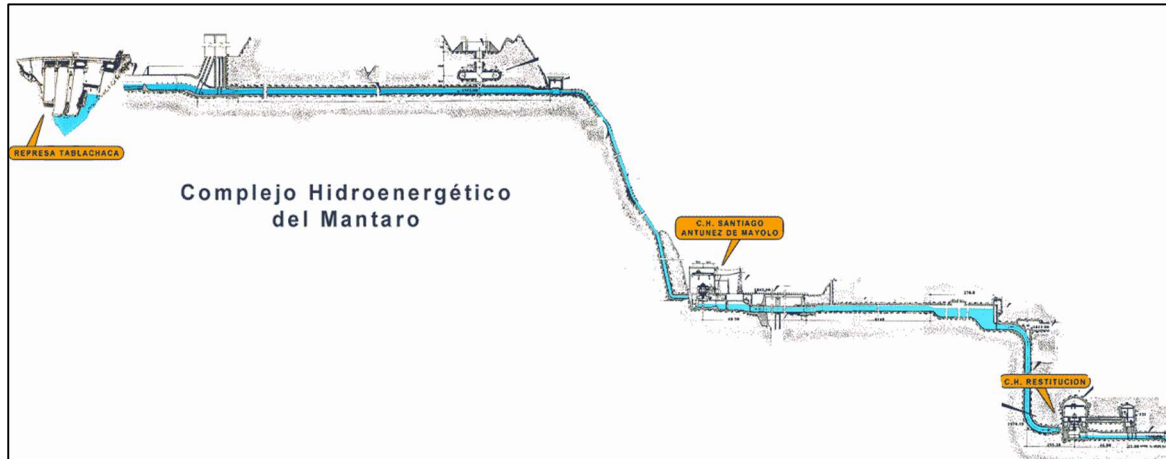 REPRESA TABLACHACA
Complejo Hidroenergético
del Mantaro
C.H. SANTIAGO
ANTUNEZ DE MAYOLO
C.H. RESTITUCION